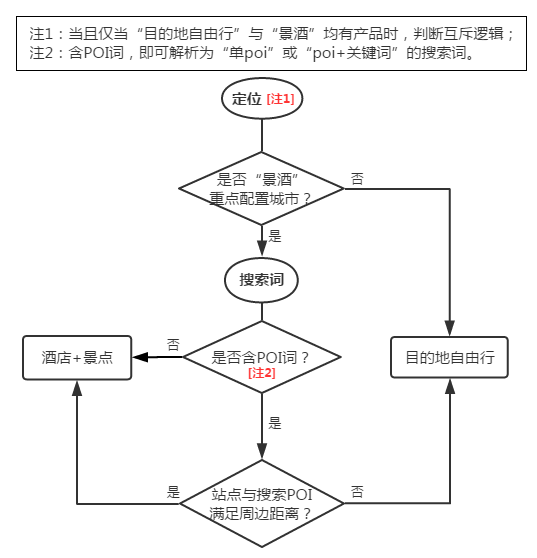 注1：当且仅当“目的地自由行”与“景酒”均有产品时，判断互斥逻辑；
注2：含POI词，即可解析为“单poi”或“poi+关键词”的搜索词。
定位 [注1]
是否“景酒”
重点配置城市？
否
是
搜索词
酒店+景点
否
是否含POI词？
[注2]
目的地自由行
是
是
站点与搜索POI
满足周边距离？
否